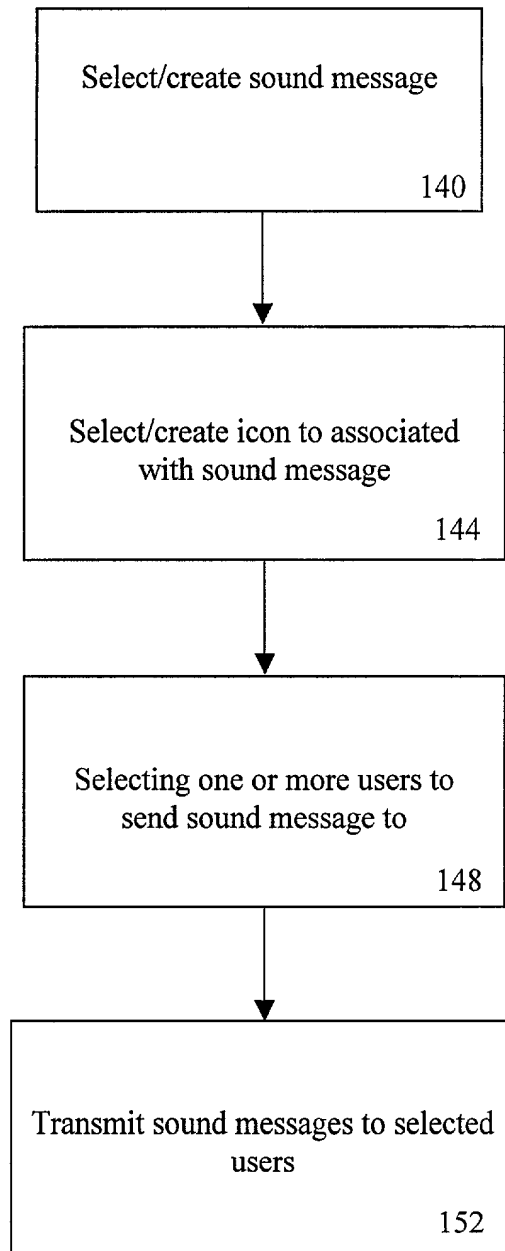 Select/create sound message
140
Select/create icon to associated
with sound message
144
Selecting one or more users to
send sound message to
148
Transmit sound messages to selected
users
152